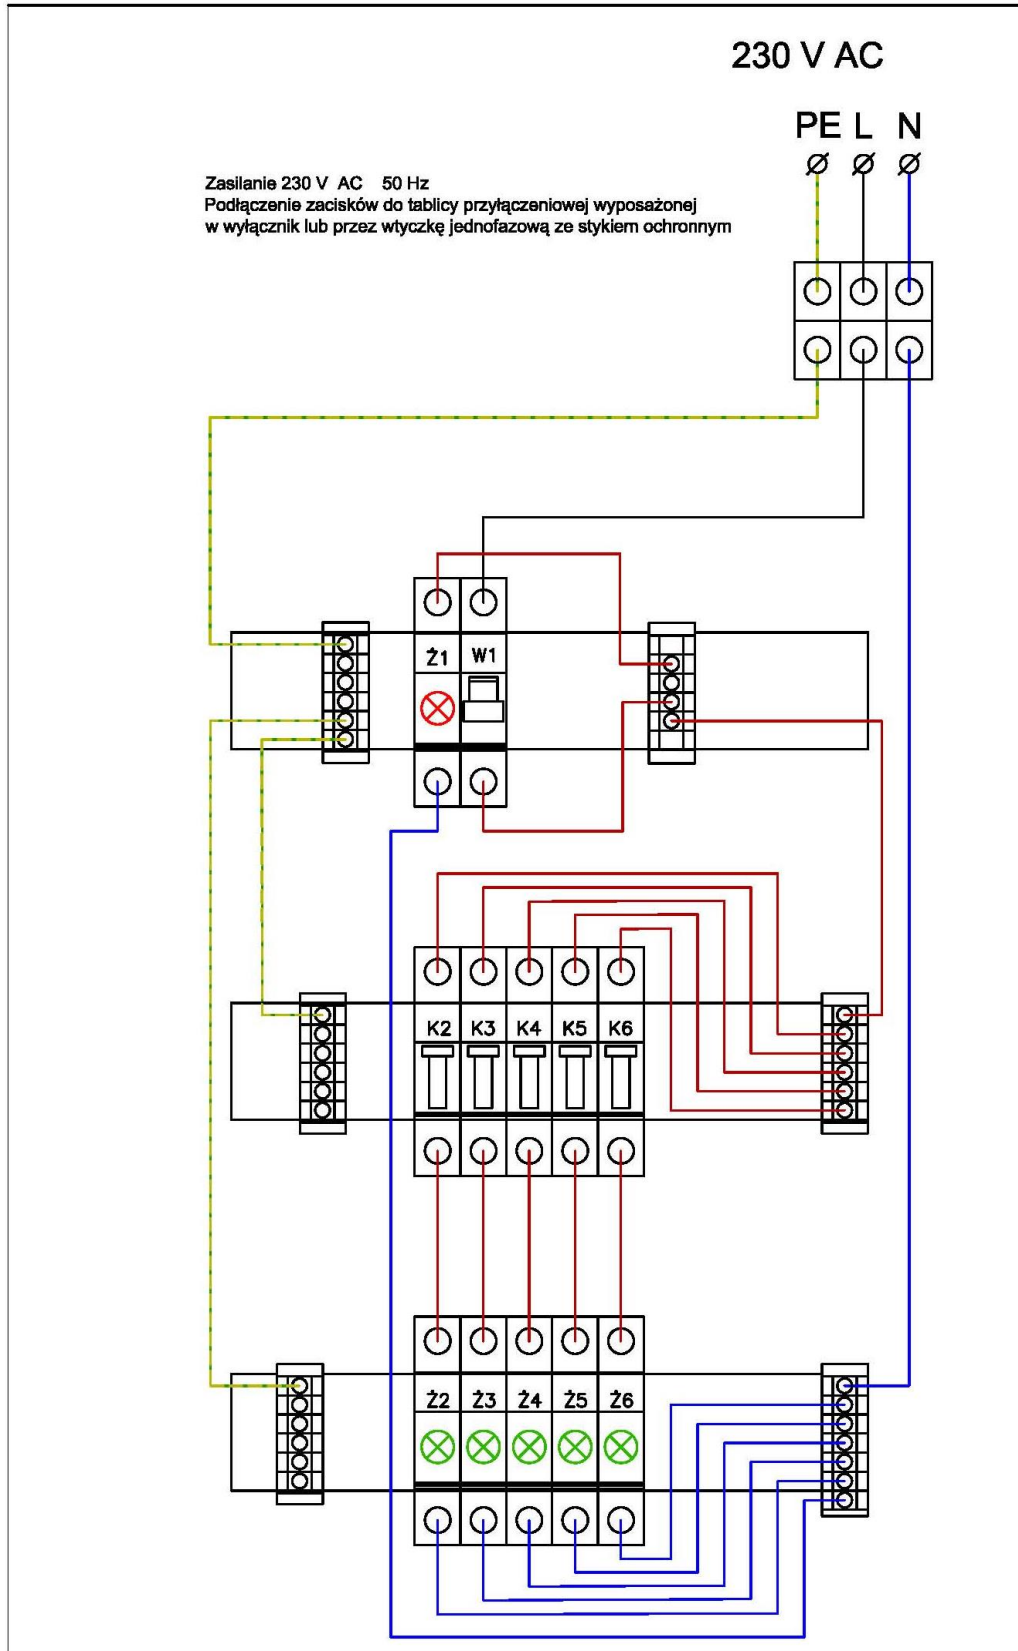 230 V AC
PE L N
Zasilanie 230 V AC 50 Hz
Podłączenie zacisków do tablicy przyłączeniowej wyposażonej
w wyłącznik lub przez wtyczkę jednofazową ze stykiem ochronnym
Ż1 W1
K2 K3 K4 K5 K6
Ż2 Ż3 Ż4 Ż5 Ż6